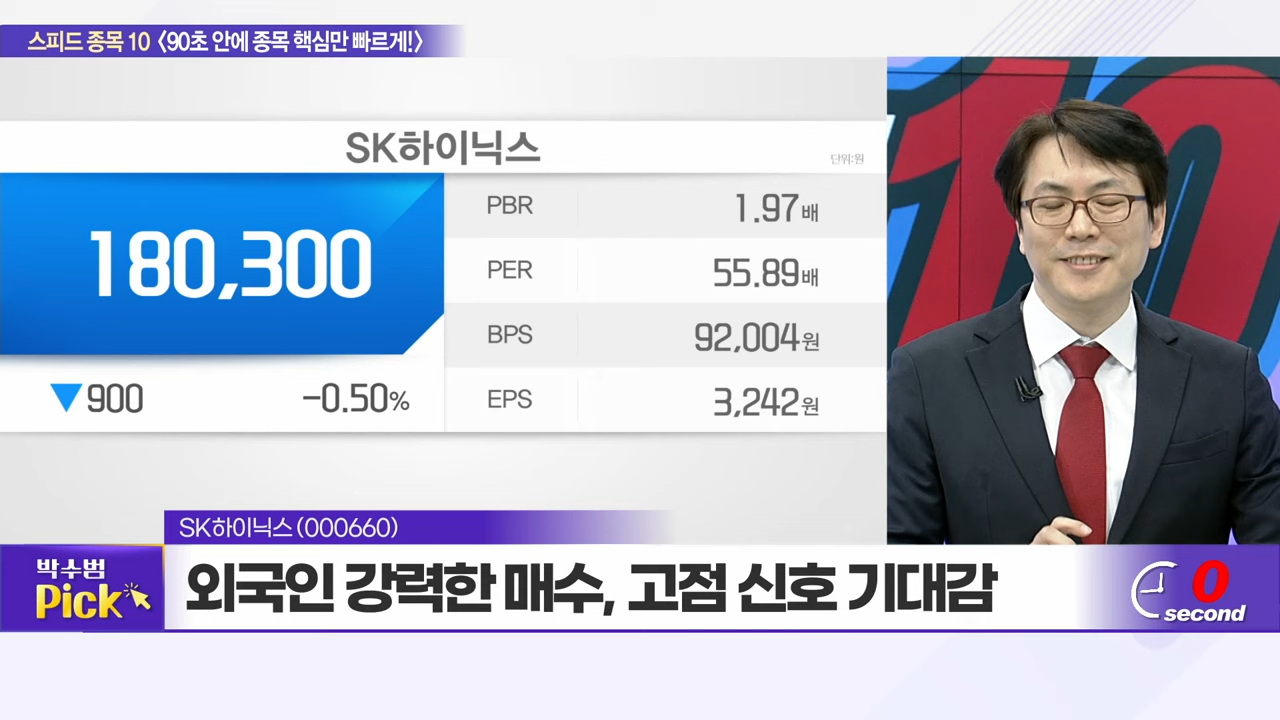 스피드 종목 10 〈90초 안에 종목 핵심만 빠르게!〉
SK하이닉스
단위:원
180,300
▼900 -0.50%
PBR 1.97배
PER 55.89배
BPS 92,004원
EPS 3,242원
10
SK하이닉스(000660)
박수범
Pick
외국인 강력한 매수, 고점 신호 기대감
0
second